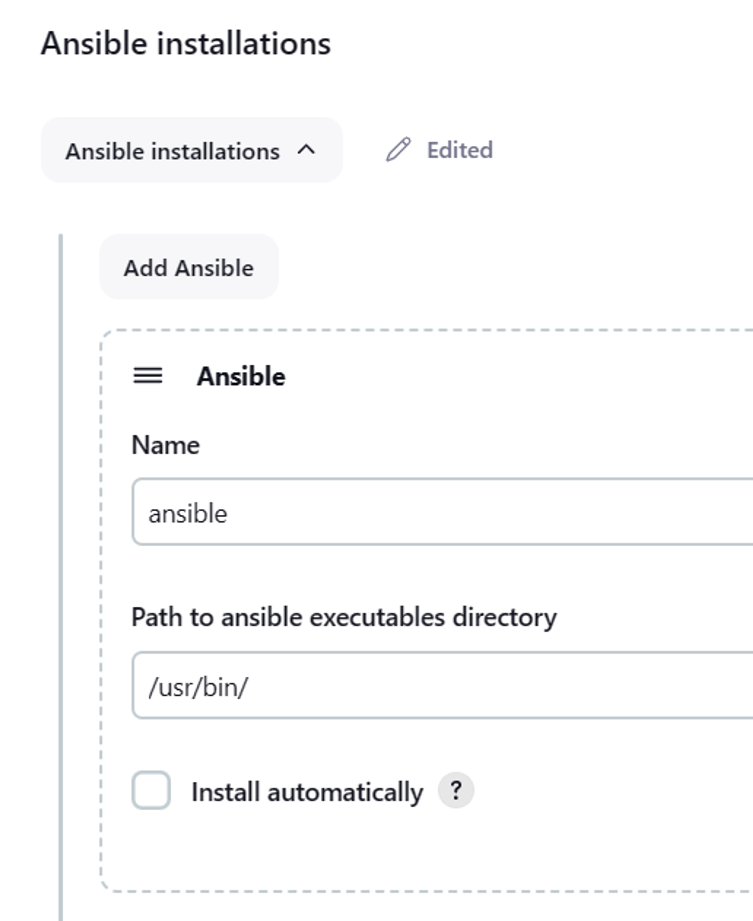 Ansible installations
Ansible installations
Edited
Add Ansible
Ansible
Name
ansible
Path to ansible executables directory
/usr/bin/
Install automatically ?